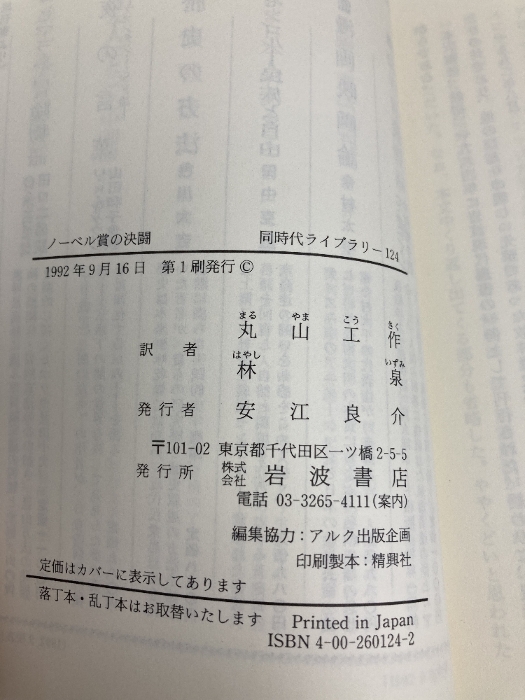 ノーベル賞の決闘　同時代ライブラリー124
1992年9月16日　第1刷発行©
まる　やま　こう　さく
訳者　丸山工作
はやし　いずみ
林　泉
発行者　安江良介
〒101-02 東京都千代田区一ツ橋2-5-5
発行所　株式会社　岩波書店
電話 03-3265-4111(案内)
編集協力：アルク出版企画
印刷製本：精興社
定価はカバーに表示してあります
落丁本・乱丁本はお取替いたします　Printed in Japan
ISBN 4-00-260124-2